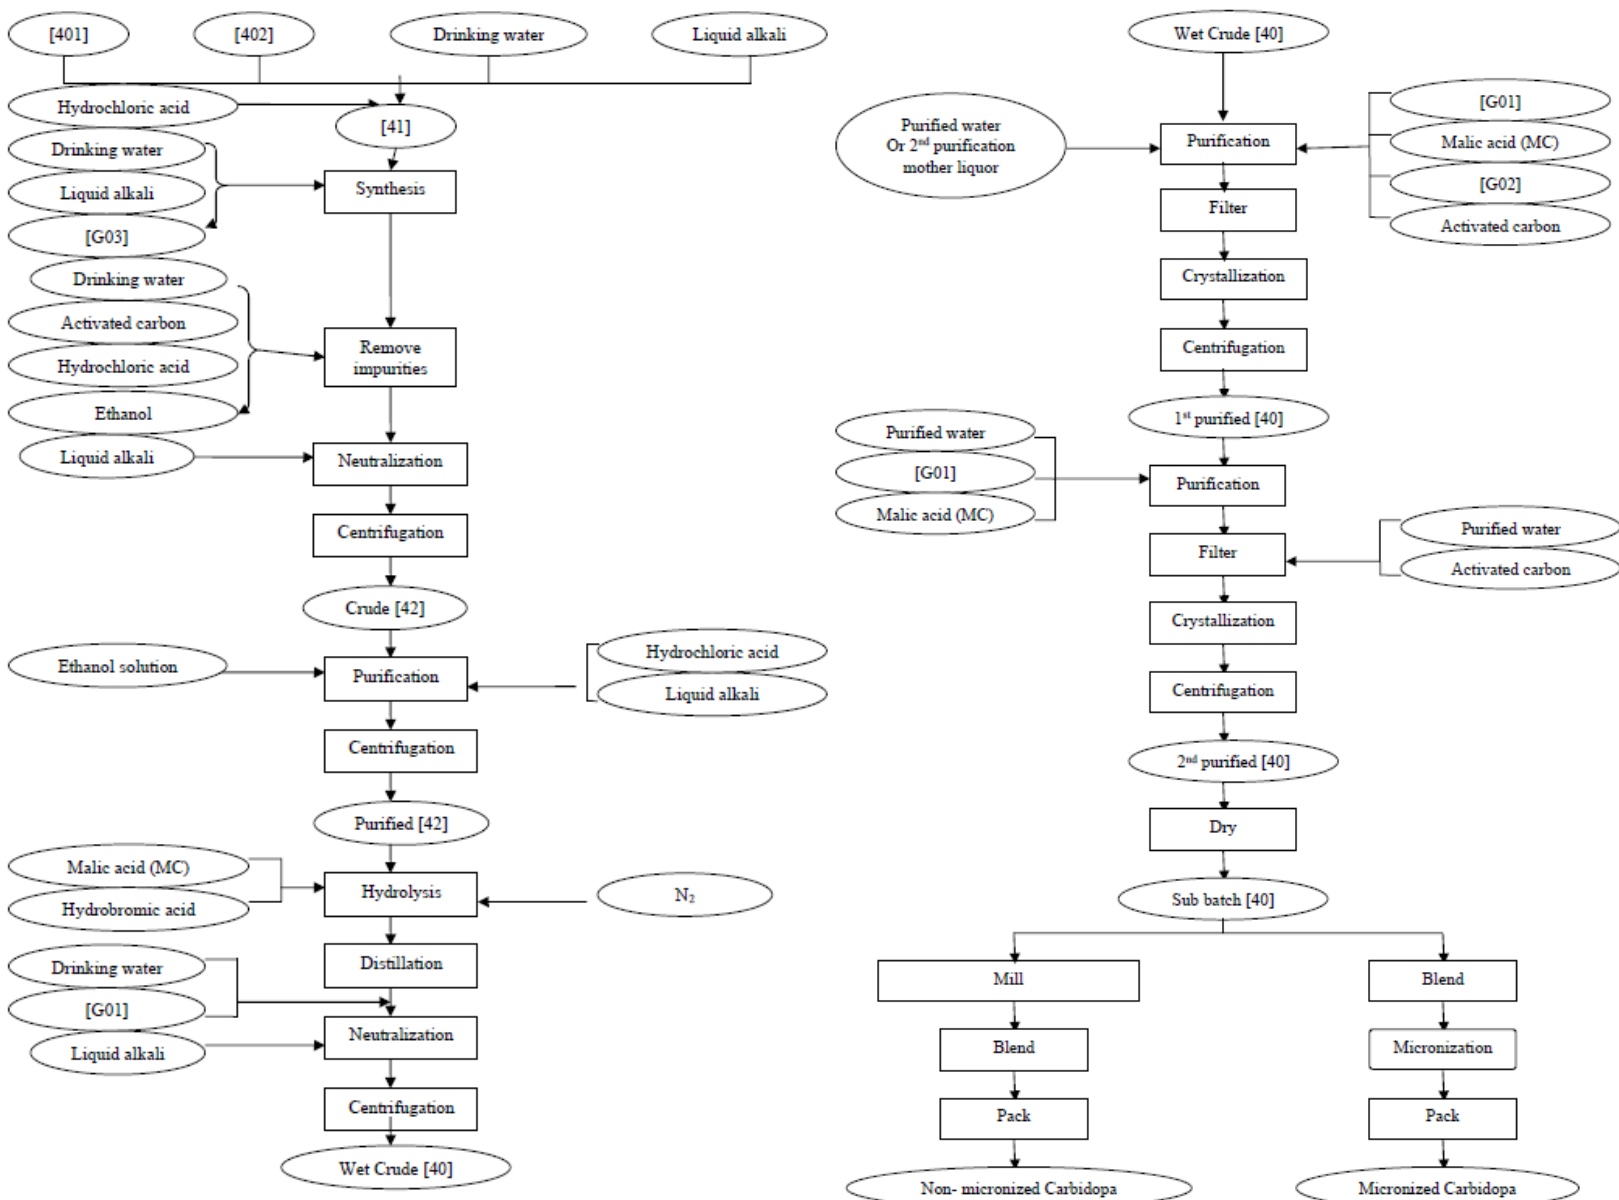 [401]
[402]
Drinking water
Liquid alkali
Hydrochloric acid
[41]
Drinking water
Liquid alkali
[G03]
Synthesis
Drinking water
Activated carbon
Hydrochloric acid
Ethanol
Remove
impurities
Liquid alkali
Neutralization
Centrifugation
Crude [42]
Ethanol solution
Purification
Hydrochloric acid
Liquid alkali
Centrifugation
Purified [42]
Malic acid (MC)
Hydrobromic acid
Hydrolysis
N₂
Distillation
Drinking water
[G01]
Liquid alkali
Neutralization
Centrifugation
Wet Crude [40]
Wet Crude [40]
Purified water
Or 2nd purification
mother liquor
Purification
[G01]
Malic acid (MC)
[G02]
Activated carbon
Filter
Crystallization
Centrifugation
1st purified [40]
Purified water
[G01]
Malic acid (MC)
Purification
Filter
Purified water
Activated carbon
Crystallization
Centrifugation
2nd purified [40]
Dry
Sub batch [40]
Mill
Blend
Pack
Non- micronized Carbidopa
Blend
Micronization
Pack
Micronized Carbidopa